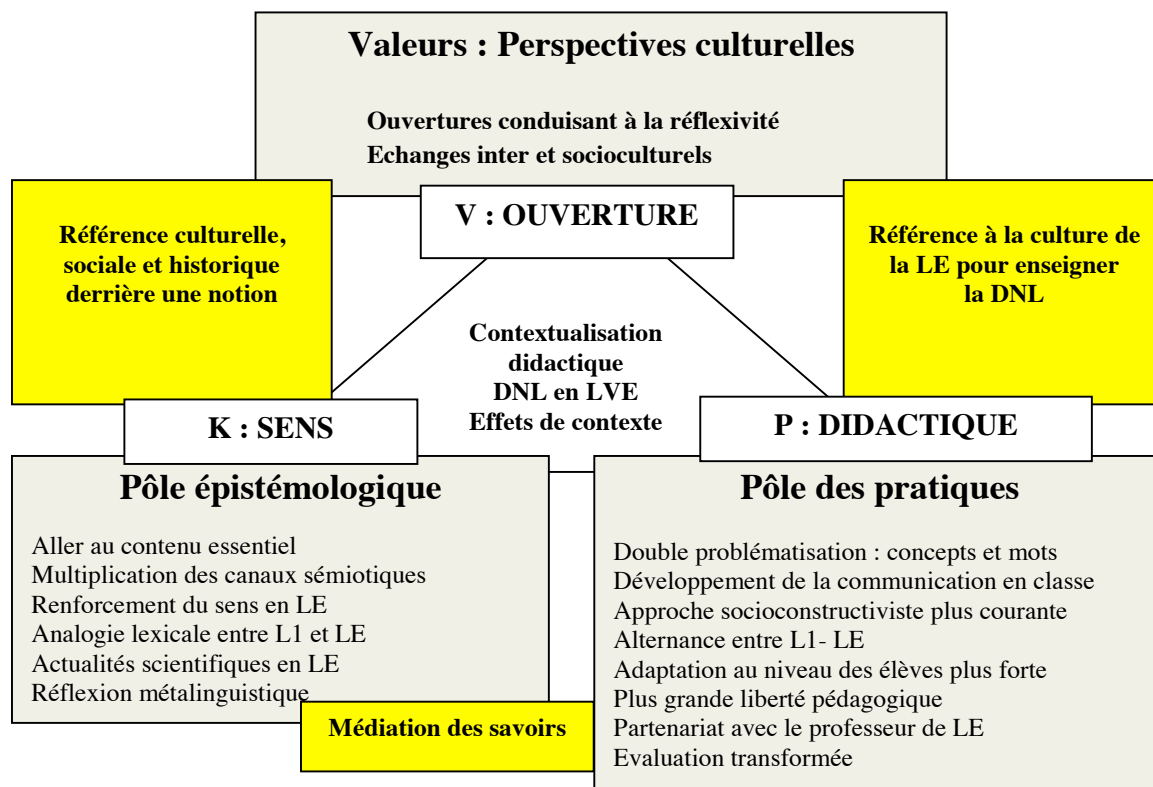 Valeurs : Perspectives culturelles
Ouvertures conduisant à la réflexivité
Echanges inter et socioculturels
V : OUVERTURE
Référence culturelle,
sociale et historique
derrière une notion
Référence à la culture de
la LE pour enseigner
la DNL
Contextualisation
didactique
DNL en LVE
Effets de contexte
K : SENS
P : DIDACTIQUE
Pôle épistémologique
Aller au contenu essentiel
Multiplication des canaux sémiotiques
Renforcement du sens en LE
Analogie lexicale entre L1 et LE
Actualités scientifiques en LE
Réflexion métalinguistique
Médiation des savoirs
Pôle des pratiques
Double problématisation : concepts et mots
Développement de la communication en classe
Approche socioconstructiviste plus courante
Alternance entre L1- LE
Adaptation au niveau des élèves plus forte
Plus grande liberté pédagogique
Partenariat avec le professeur de LE
Evaluation transformée